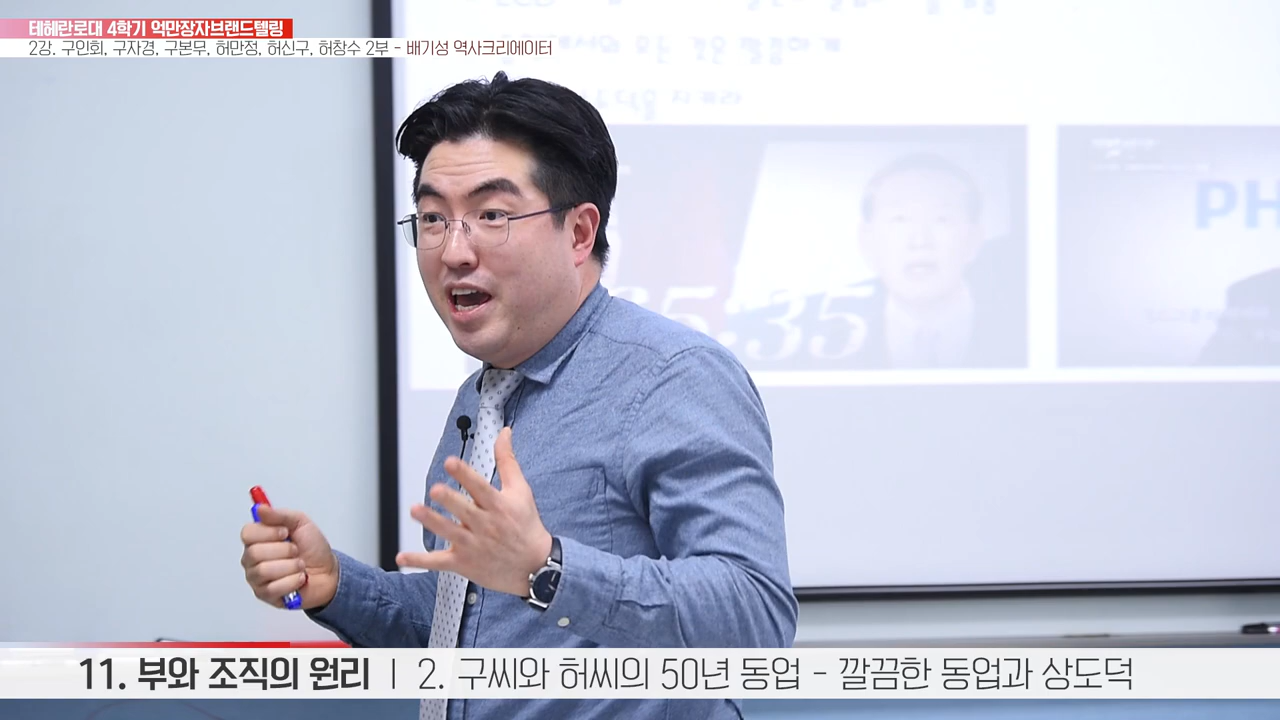 테헤란로대 4학기 억만장자브랜드텔링
2강. 구인회, 구자경, 구본무, 허만정, 허신구, 허창수 2부 - 배기성 역사크리에이터
PH
5:35
11. 부와 조직의 원리 | 2. 구씨와 허씨의 50년 동업 - 깔끔한 동업과 상도덕